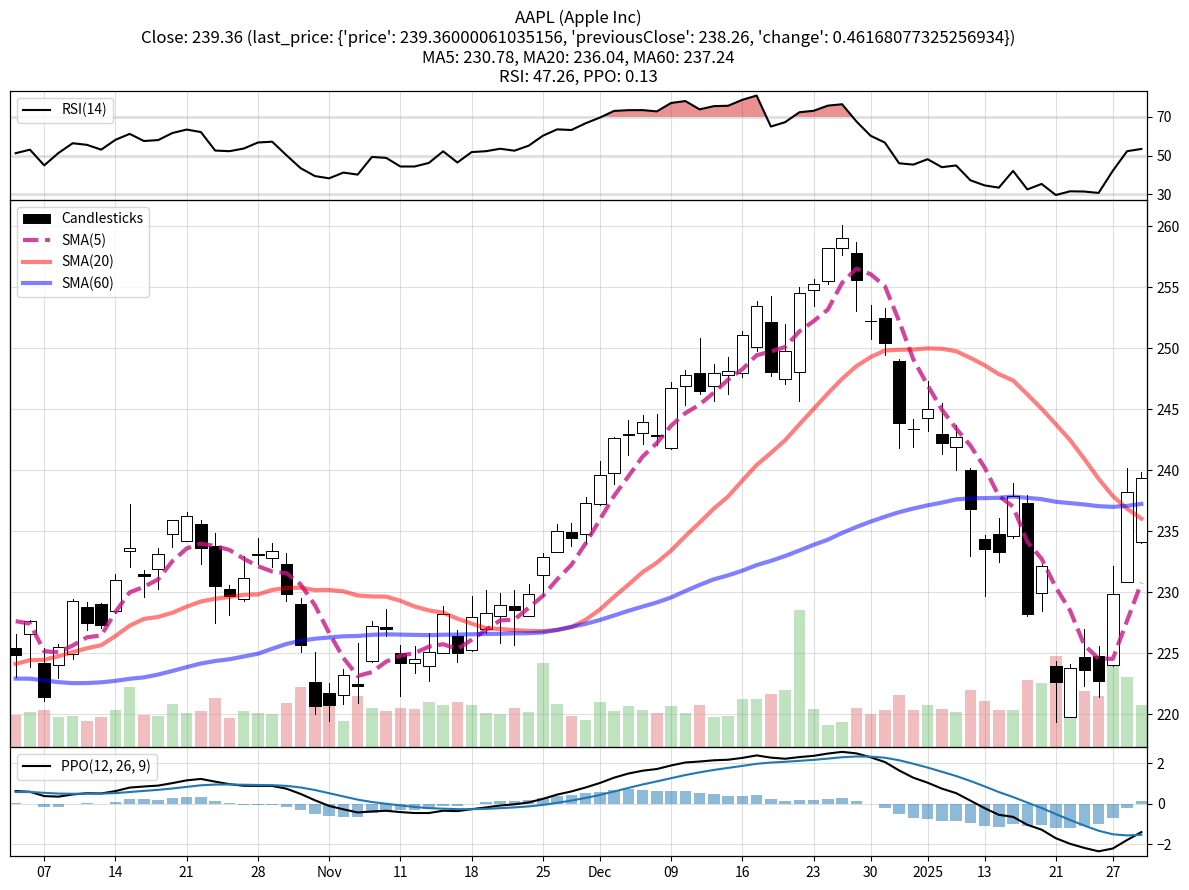 AAPL (Apple Inc)
Close: 239.36 (last_price: {'price': 239.36000061035156, 'previousClose': 238.26, 'change': 0.46168077325256934})
MA5: 230.78, MA20: 236.04, MA60: 237.24
RSI: 47.26, PPO: 0.13
RSI(14)
70
50
30
Candlesticks
SMA(5)
SMA(20)
SMA(60)
260
255
250
245
240
235
230
225
220
PPO(12, 26, 9)
2
0
−2
07 14 21 28 Nov 11 18 25 Dec 09 16 23 30 2025 13 21 27